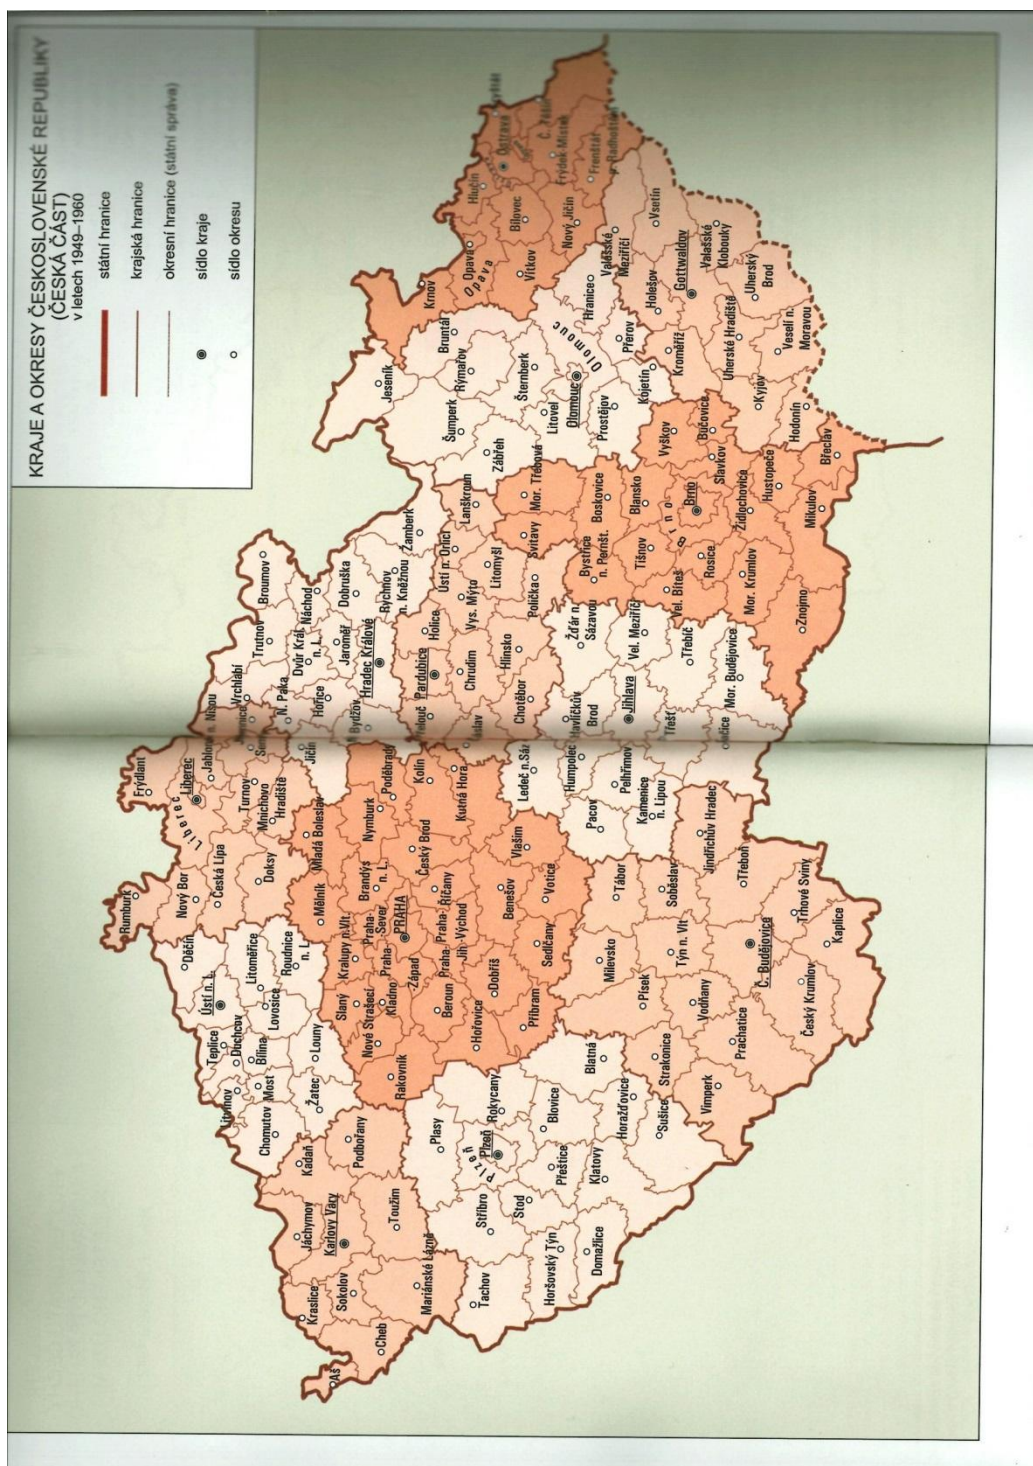 KRAJE A OKRESY ČESKOSLOVENSKÉ REPUBLIKY
(ČESKÁ ČÁST)
v letech 1949–1960
státní hranice
krajská hranice
okresní hranice (státní správa)
sídlo kraje
sídlo okresu
Aš
Kraslice
Cheb
Sokolov
Jáchymov
Karlovy Vary
Mariánské Lázně
Toužim
Kadaň
Podbořany
Chomutov
Litvínov
Most
Žatec
Teplice
Duchcov
Bílina
Louny
Ústí n. L.
Děčín
Litoměřice
Lovosice
Roudnice
n. L.
Rumburk
Nový Bor
Česká Lípa
Doksy
Liberec
Frýdlant
Liberec
Jablonec n. Nisou
Turnov
Mnichovo
Hradiště
Tachov
Stříbro
Plasy
Plzeň
Plzeň
Rokycany
Stod
Horšovský Týn
Domažlice
Přeštice
Blovice
Klatovy
Horažďovice
Sušice
Blatná
Rakovník
Nové Strašecí
Slaný
Kladno
Kralupy n. Vlt.
Mělník
Mladá Boleslav
Praha-
Sever
Praha-
Západ
PRAHA
Brandýs
n. L.
Praha-
Jih
Praha-
Východ
Říčany
Český Brod
Nymburk
Poděbrady
Kolín
Kutná Hora
Beroun
Hořovice
Příbram
Dobříš
Sedlčany
Benešov
Votice
Vlašim
Strakonice
Vimperk
Prachatice
Vodňany
Písek
Milevsko
Tábor
Týn n. Vlt.
Soběslav
Č. Budějovice
Český Krumlov
Kaplice
Trhové Sviny
Třeboň
Jindřichův Hradec
Vrchlabí
N. Paka
Trutnov
Broumov
Dvůr Král.
n. L.
Náchod
Jičín
Hořice
Jaroměř
Dobruška
Hradec Králové
Rychnov
n. Kněžnou
Žamberk
Pardubice
Holice
Chrudim
Vys. Mýto
Ústí n. Orlicí
Lanškroun
Litomyšl
Polička
Hlinsko
Chotěboř
Ledeč n. Sáz.
Humpolec
Havlíčkův
Brod
Pacov
Pelhřimov
Kamenice
n. Lipou
Jihlava
Žďár n.
Sázavou
Vel. Meziříčí
Třebíč
Třešť
Mor. Budějovice
Svitavy
Mor. Třebová
Bystřice
n. Pernšt.
Boskovice
Blansko
Tišnov
Vel. Bíteš
Rosice
Brno
Brno
Vyškov
Bučovice
Slavkov
Židlochovice
Hustopeče
Mor. Krumlov
Znojmo
Mikulov
Břeclav
Jeseník
Šumperk
Zábřeh
Rýmařov
Bruntál
Šternberk
Litovel
Olomouc
Olomouc
Prostějov
Přerov
Kojetín
Hranice
Krnov
Opava
Opava
Vítkov
Hlučín
Bílovec
Ostrava
Nový Jičín
Frýdek-Místek
Frenštát
p. Radhoštěm
Valašské
Meziříčí
Vsetín
Holešov
Gottwaldov
Valašské
Klobouky
Kroměříž
Uherské Hradiště
Uherský
Brod
Veselí n.
Moravou
Kyjov
Hodonín